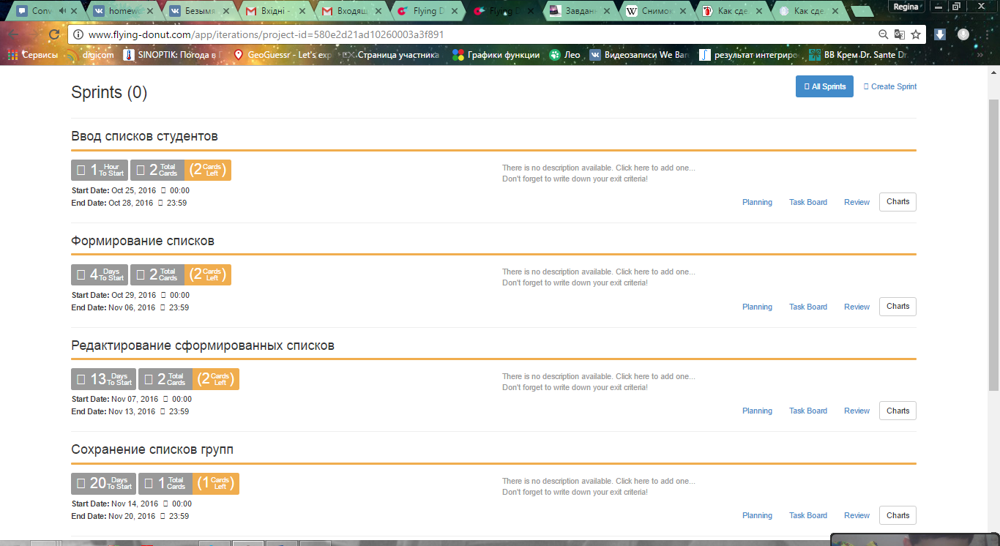 Conv
homewo
Безымя
Вхідні -
Входящ
Flying D
Flying D
Завданн
Снимок
Как сде
Как сде
Regina
www.flying-donut.com/app/iterations/project-id=580e2d21ad10260003a3f891
Сервисы
digicom
SINOPTIK: Погода в Г
GeoGuessr - Let's exp
Страница участника
Графики функции
Лео
Видеозаписи We Bar
результат интегриро
BB Крем Dr. Sante Dr
Sprints (0)
All Sprints
Create Sprint
Ввод списков студентов
1 Hour To Start 2 Total Cards (2 Cards Left)
There is no description available. Click here to add one...
Don't forget to write down your exit criteria!
Start Date: Oct 25, 2016 00:00
End Date: Oct 28, 2016 23:59
Planning Task Board Review Charts
Формирование списков
4 Days To Start 2 Total Cards (2 Cards Left)
There is no description available. Click here to add one...
Don't forget to write down your exit criteria!
Start Date: Oct 29, 2016 00:00
End Date: Nov 06, 2016 23:59
Planning Task Board Review Charts
Редактирование сформированных списков
13 Days To Start 2 Total Cards (2 Cards Left)
There is no description available. Click here to add one...
Don't forget to write down your exit criteria!
Start Date: Nov 07, 2016 00:00
End Date: Nov 13, 2016 23:59
Planning Task Board Review Charts
Сохранение списков групп
20 Days To Start 1 Total Cards (1 Cards Left)
There is no description available. Click here to add one...
Don't forget to write down your exit criteria!
Start Date: Nov 14, 2016 00:00
End Date: Nov 20, 2016 23:59
Planning Task Board Review Charts